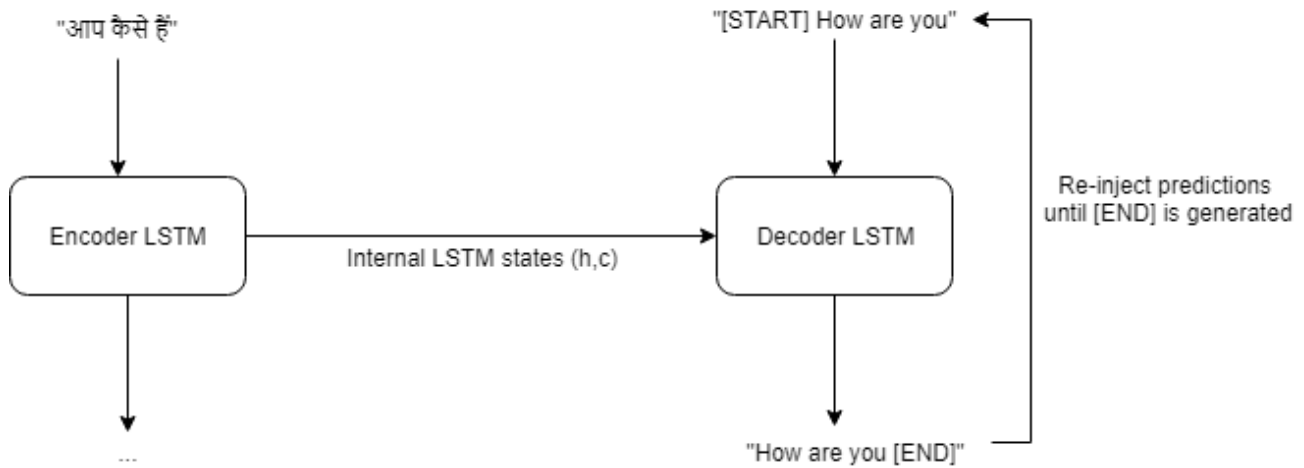 "आप कैसे हैं"
"[START] How are you"
Encoder LSTM
Internal LSTM states (h,c)
Decoder LSTM
Re-inject predictions
until [END] is generated
...
"How are you [END]"